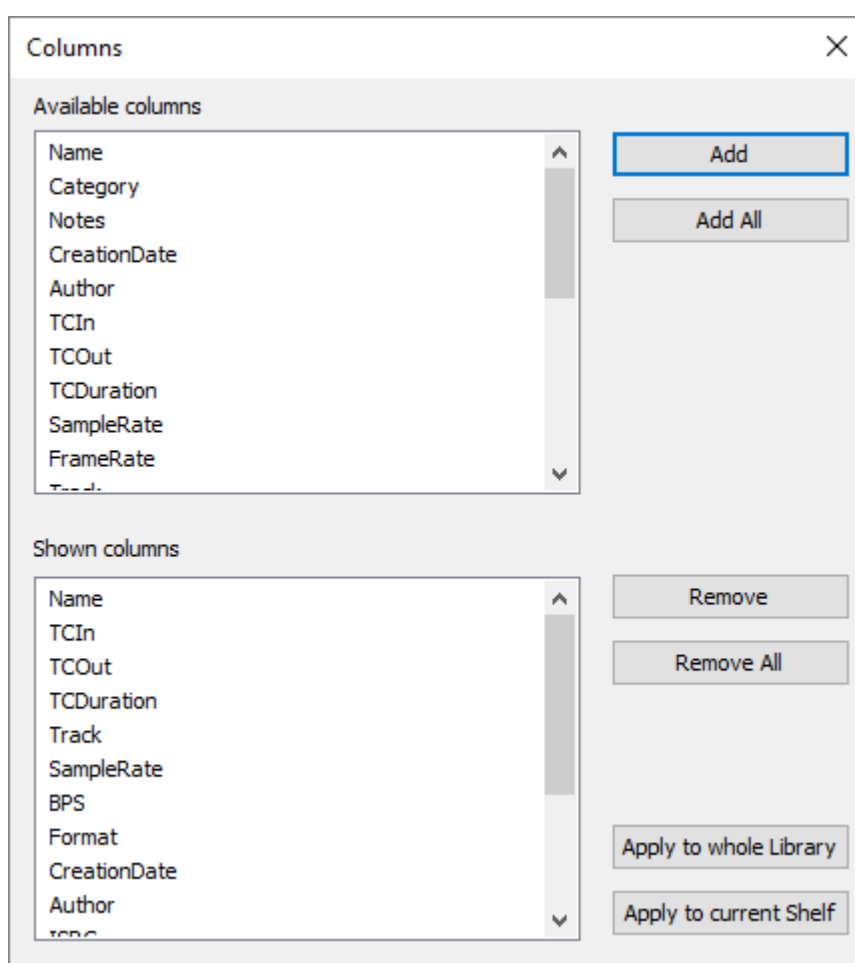 Columns
Available columns
Name
Category
Notes
CreationDate
Author
TCIn
TCOut
TCDuration
SampleRate
FrameRate
Track
Add
Add All
Shown columns
Name
TCIn
TCOut
TCDuration
Track
SampleRate
BPS
Format
CreationDate
Author
Remove
Remove All
Apply to whole Library
Apply to current Shelf